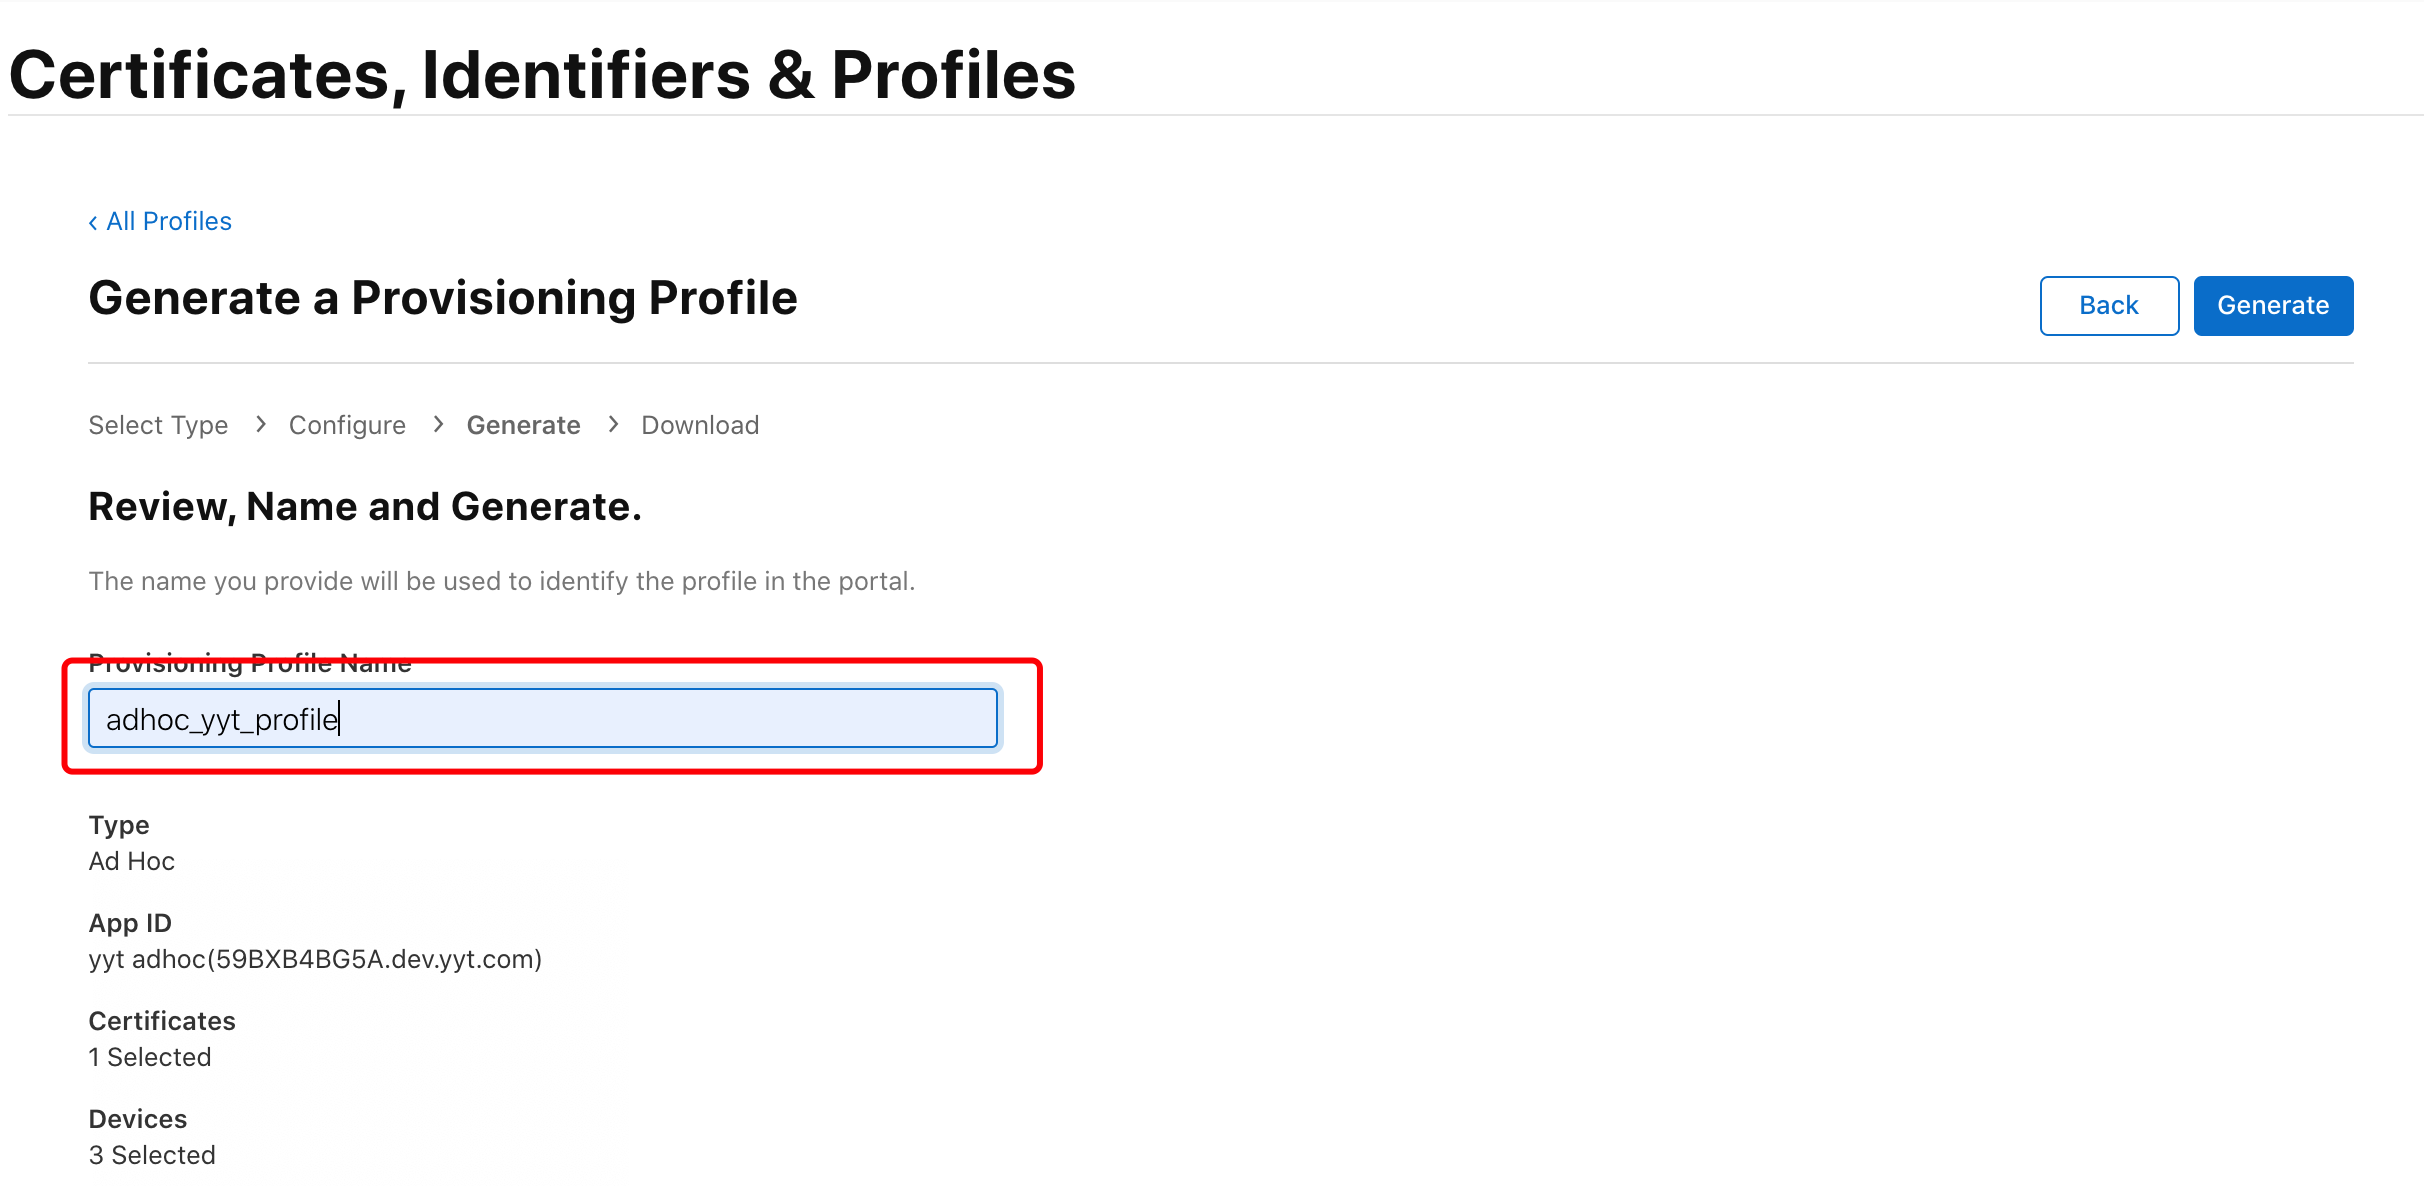 Certificates, Identifiers & Profiles
‹ All Profiles
Generate a Provisioning Profile
Back
Generate
Select Type > Configure > Generate > Download
Review, Name and Generate.
The name you provide will be used to identify the profile in the portal.
Provisioning Profile Name
adhoc_yyt_profile
Type
Ad Hoc
App ID
yyt adhoc(59BXB4BG5A.dev.yyt.com)
Certificates
1 Selected
Devices
3 Selected